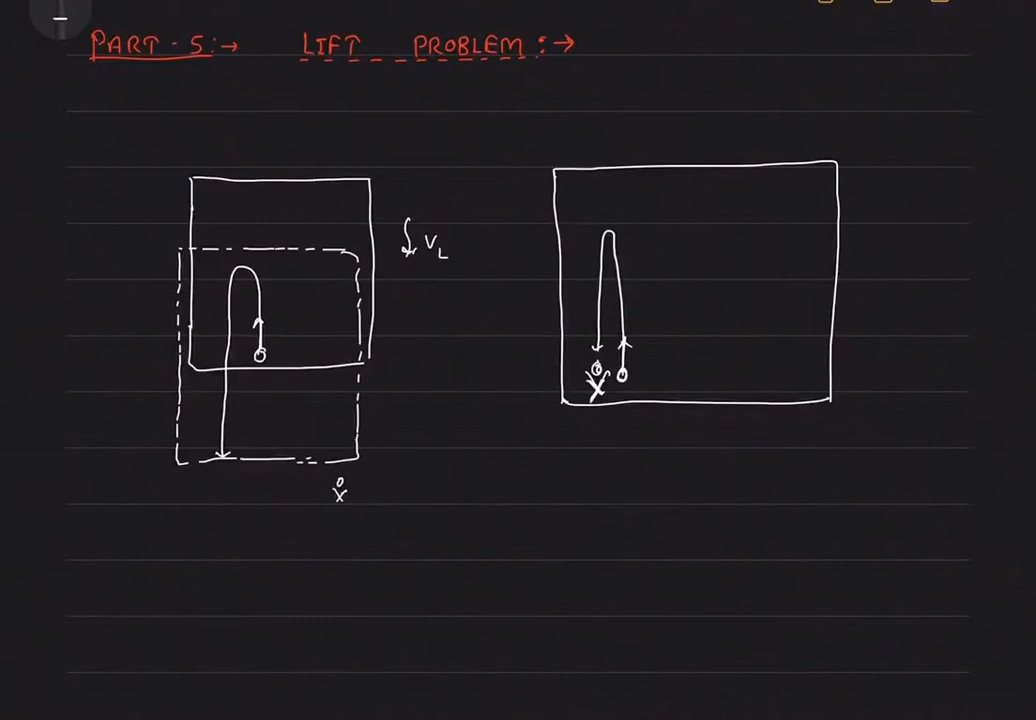 PART - 5 :→ LIFT PROBLEM :→
V_L